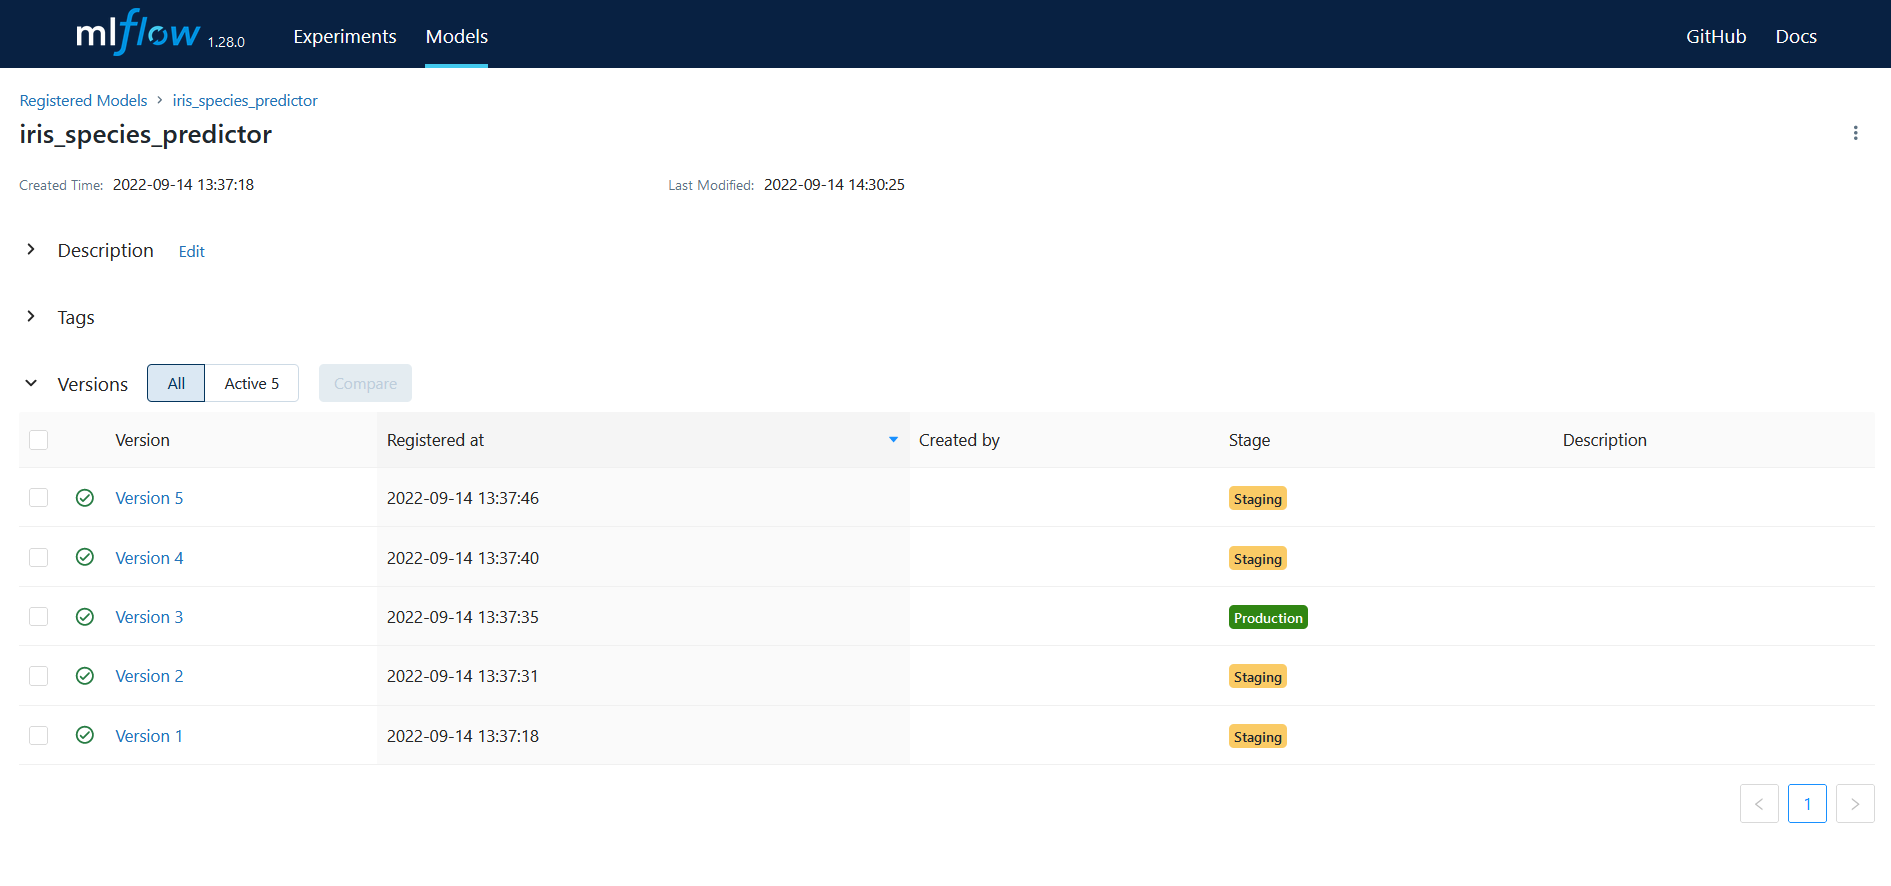 mlflow 1.28.0 Experiments Models GitHub Docs
Registered Models > iris_species_predictor
iris_species_predictor
Created Time: 2022-09-14 13:37:18 Last Modified: 2022-09-14 14:30:25
Description Edit
Tags
Versions All Active 5 Compare
Version Registered at Created by Stage Description
Version 5 2022-09-14 13:37:46 Staging
Version 4 2022-09-14 13:37:40 Staging
Version 3 2022-09-14 13:37:35 Production
Version 2 2022-09-14 13:37:31 Staging
Version 1 2022-09-14 13:37:18 Staging
< 1 >